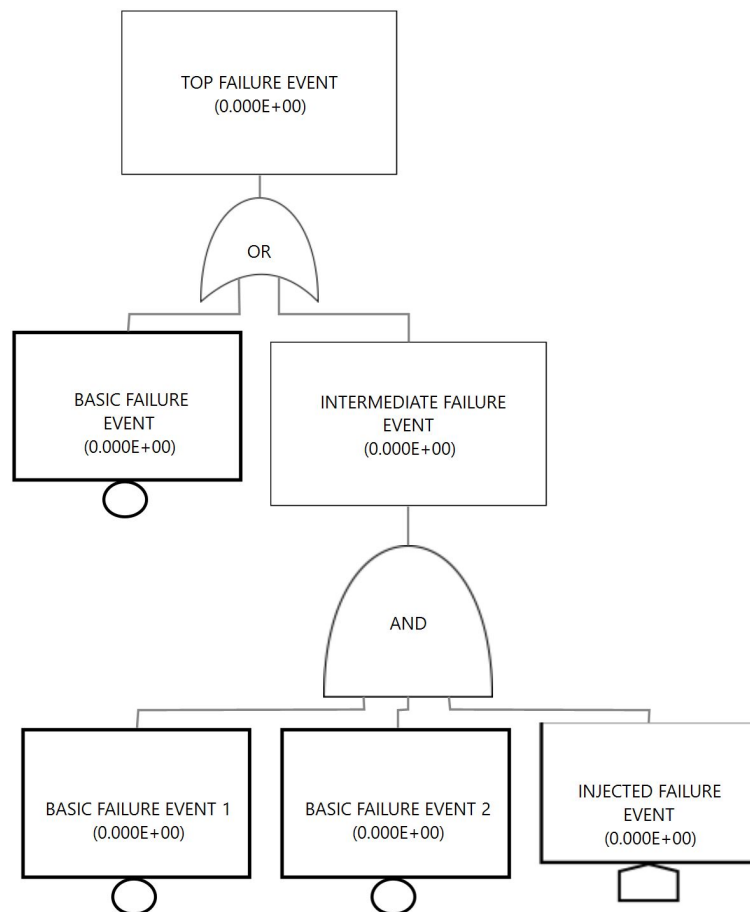 TOP FAILURE EVENT
(0.000E+00)
OR
BASIC FAILURE
EVENT
(0.000E+00)
INTERMEDIATE FAILURE
EVENT
(0.000E+00)
AND
BASIC FAILURE EVENT 1
(0.000E+00)
BASIC FAILURE EVENT 2
(0.000E+00)
INJECTED FAILURE
EVENT
(0.000E+00)